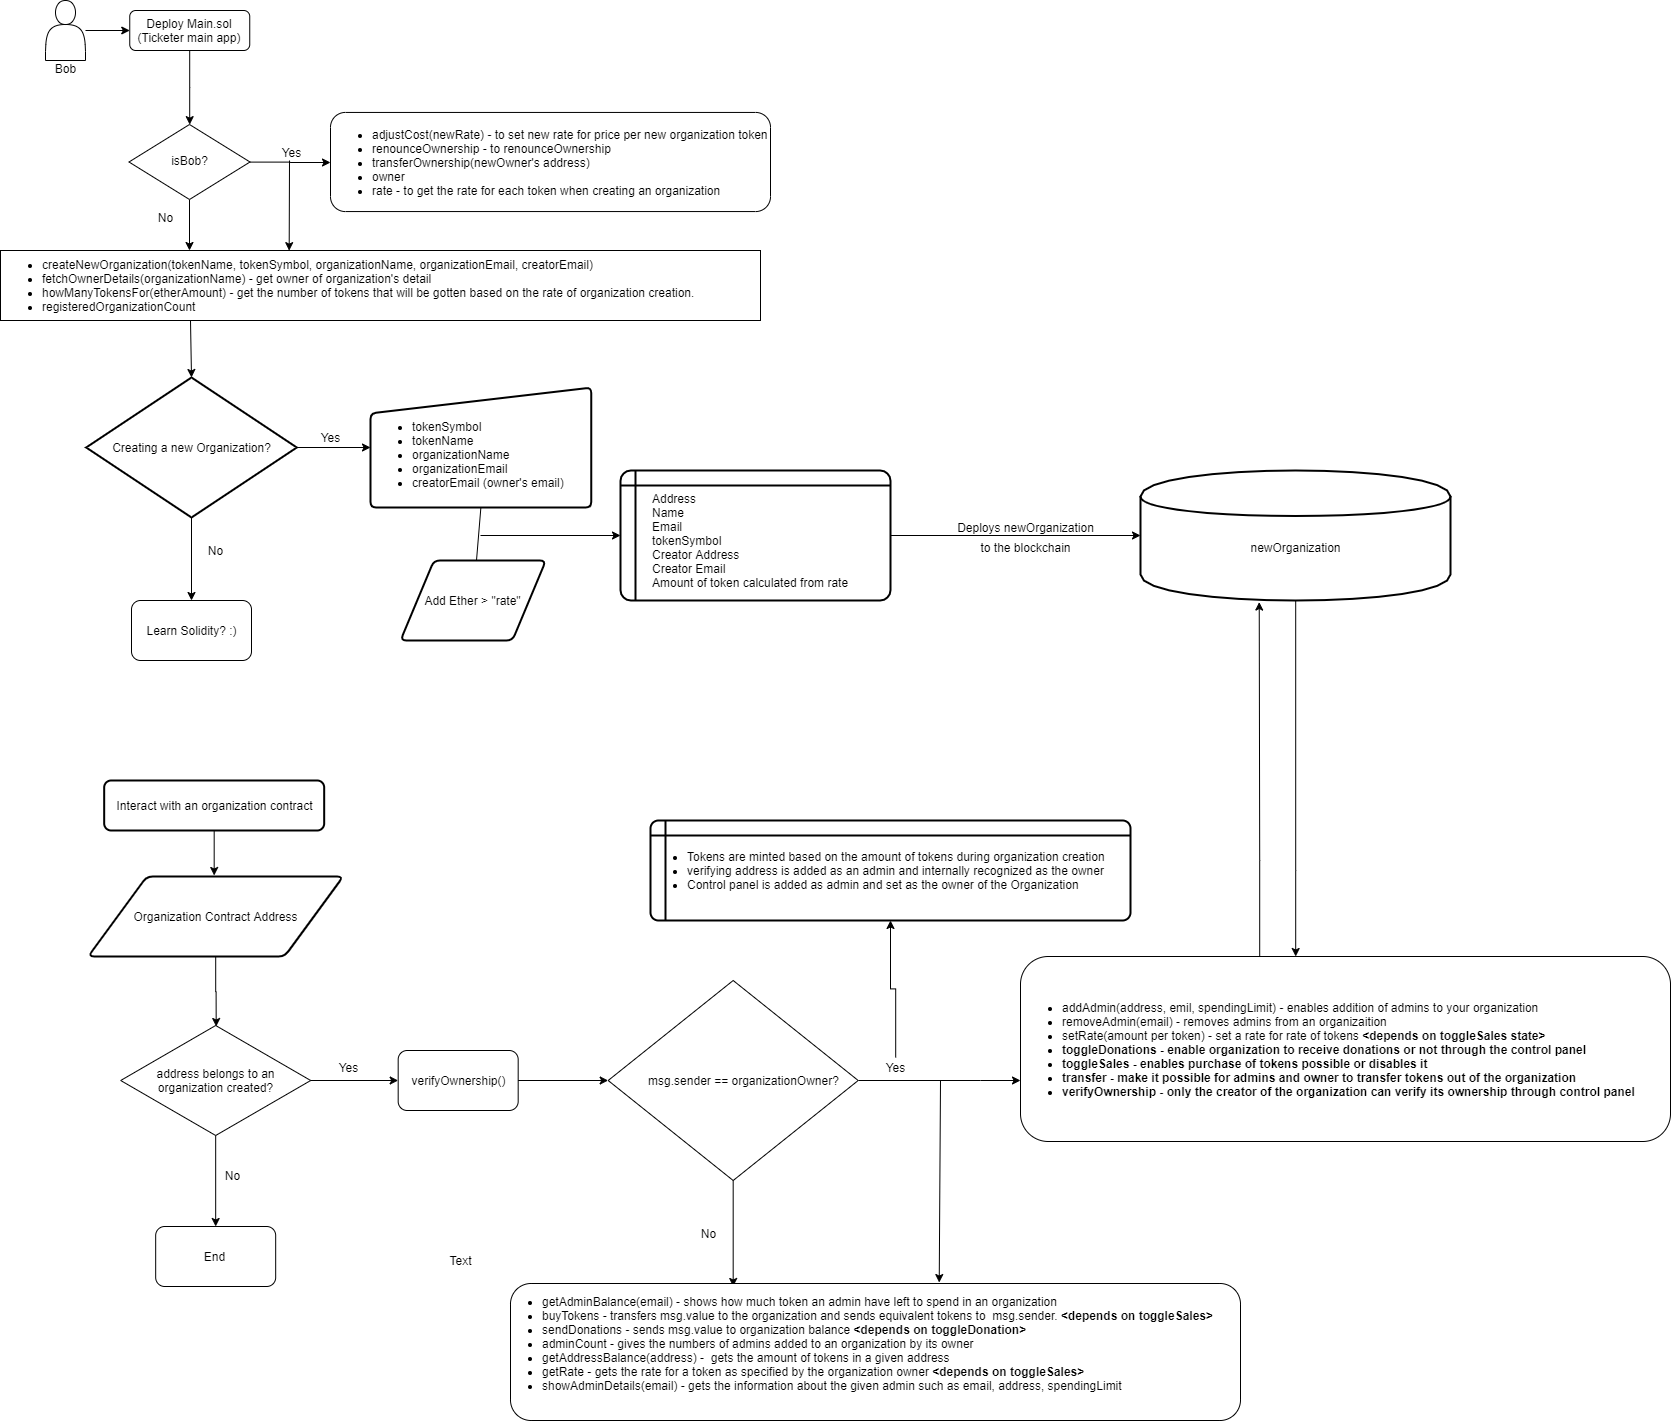 Deploy Main.sol
(Ticketer main app)
Bob
isBob?
Yes
adjustCost(newRate) - to set new rate for price per new organization token
renounceOwnership - to renounceOwnership
transferOwnership(newOwner's address)
owner
rate - to get the rate for each token when creating an organization
No
createNewOrganization(tokenName, tokenSymbol, organizationName, organizationEmail, creatorEmail)
fetchOwnerDetails(organizationName) - get owner of organization's detail
howManyTokensFor(etherAmount) - get the number of tokens that will be gotten based on the rate of organization creation.
registeredOrganizationCount
Creating a new Organization?
Yes
tokenSymbol
tokenName
organizationName
organizationEmail
creatorEmail (owner's email)
Address
Name
Email
tokenSymbol
Creator Address
Creator Email
Amount of token calculated from rate
Deploys newOrganization
to the blockchain
newOrganization
No
Add Ether > "rate"
Learn Solidity? :)
Interact with an organization contract
Organization Contract Address
Tokens are minted based on the amount of tokens during organization creation
verifying address is added as an admin and internally recognized as the owner
Control panel is added as admin and set as the owner of the Organization
address belongs to an
organization created?
Yes
verifyOwnership()
msg.sender == organizationOwner?
Yes
addAdmin(address, emil, spendingLimit) - enables addition of admins to your organization
removeAdmin(email) - removes admins from an organizaition
setRate(amount per token) - set a rate for rate of tokens <depends on toggleSales state>
toggleDonations - enable organization to receive donations or not through the control panel
toggleSales - enables purchase of tokens possible or disables it
transfer - make it possible for admins and owner to transfer tokens out of the organization
verifyOwnership - only the creator of the organization can verify its ownership through control panel
No
End
No
Text
getAdminBalance(email) - shows how much token an admin have left to spend in an organization
buyTokens - transfers msg.value to the organization and sends equivalent tokens to msg.sender. <depends on toggleSales>
sendDonations - sends msg.value to organization balance <depends on toggleDonation>
adminCount - gives the numbers of admins added to an organization by its owner
getAddressBalance(address) - gets the amount of tokens in a given address
getRate - gets the rate for a token as specified by the organization owner <depends on toggleSales>
showAdminDetails(email) - gets the information about the given admin such as email, address, spendingLimit